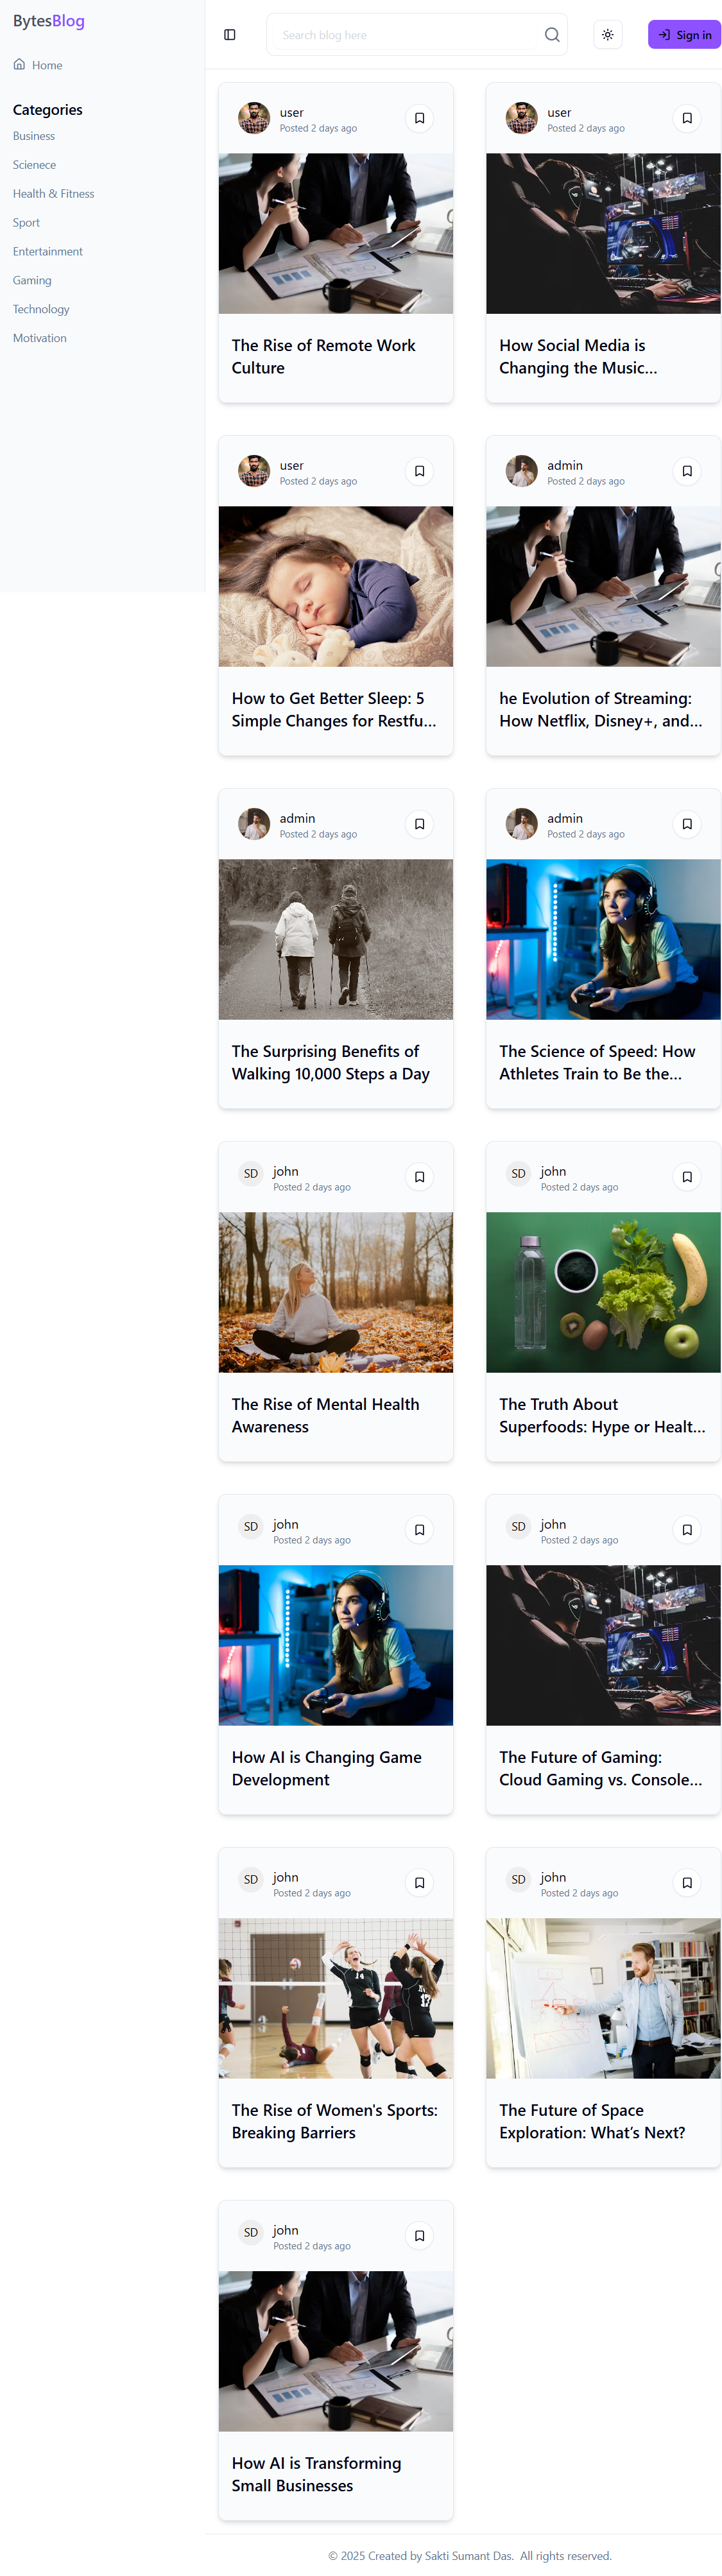 BytesBlog
Home
Categories
Business
Scienece
Health & Fitness
Sport
Entertainment
Gaming
Technology
Motivation
Search blog here
Sign in
user
Posted 2 days ago
The Rise of Remote Work
Culture
user
Posted 2 days ago
How Social Media is
Changing the Music...
user
Posted 2 days ago
How to Get Better Sleep: 5
Simple Changes for Restfu...
admin
Posted 2 days ago
he Evolution of Streaming:
How Netflix, Disney+, and...
admin
Posted 2 days ago
The Surprising Benefits of
Walking 10,000 Steps a Day
admin
Posted 2 days ago
The Science of Speed: How
Athletes Train to Be the...
SD
john
Posted 2 days ago
The Rise of Mental Health
Awareness
SD
john
Posted 2 days ago
The Truth About
Superfoods: Hype or Healt...
SD
john
Posted 2 days ago
How AI is Changing Game
Development
SD
john
Posted 2 days ago
The Future of Gaming:
Cloud Gaming vs. Console...
SD
john
Posted 2 days ago
The Rise of Women's Sports:
Breaking Barriers
SD
john
Posted 2 days ago
The Future of Space
Exploration: What’s Next?
SD
john
Posted 2 days ago
How AI is Transforming
Small Businesses
© 2025 Created by Sakti Sumant Das. All rights reserved.